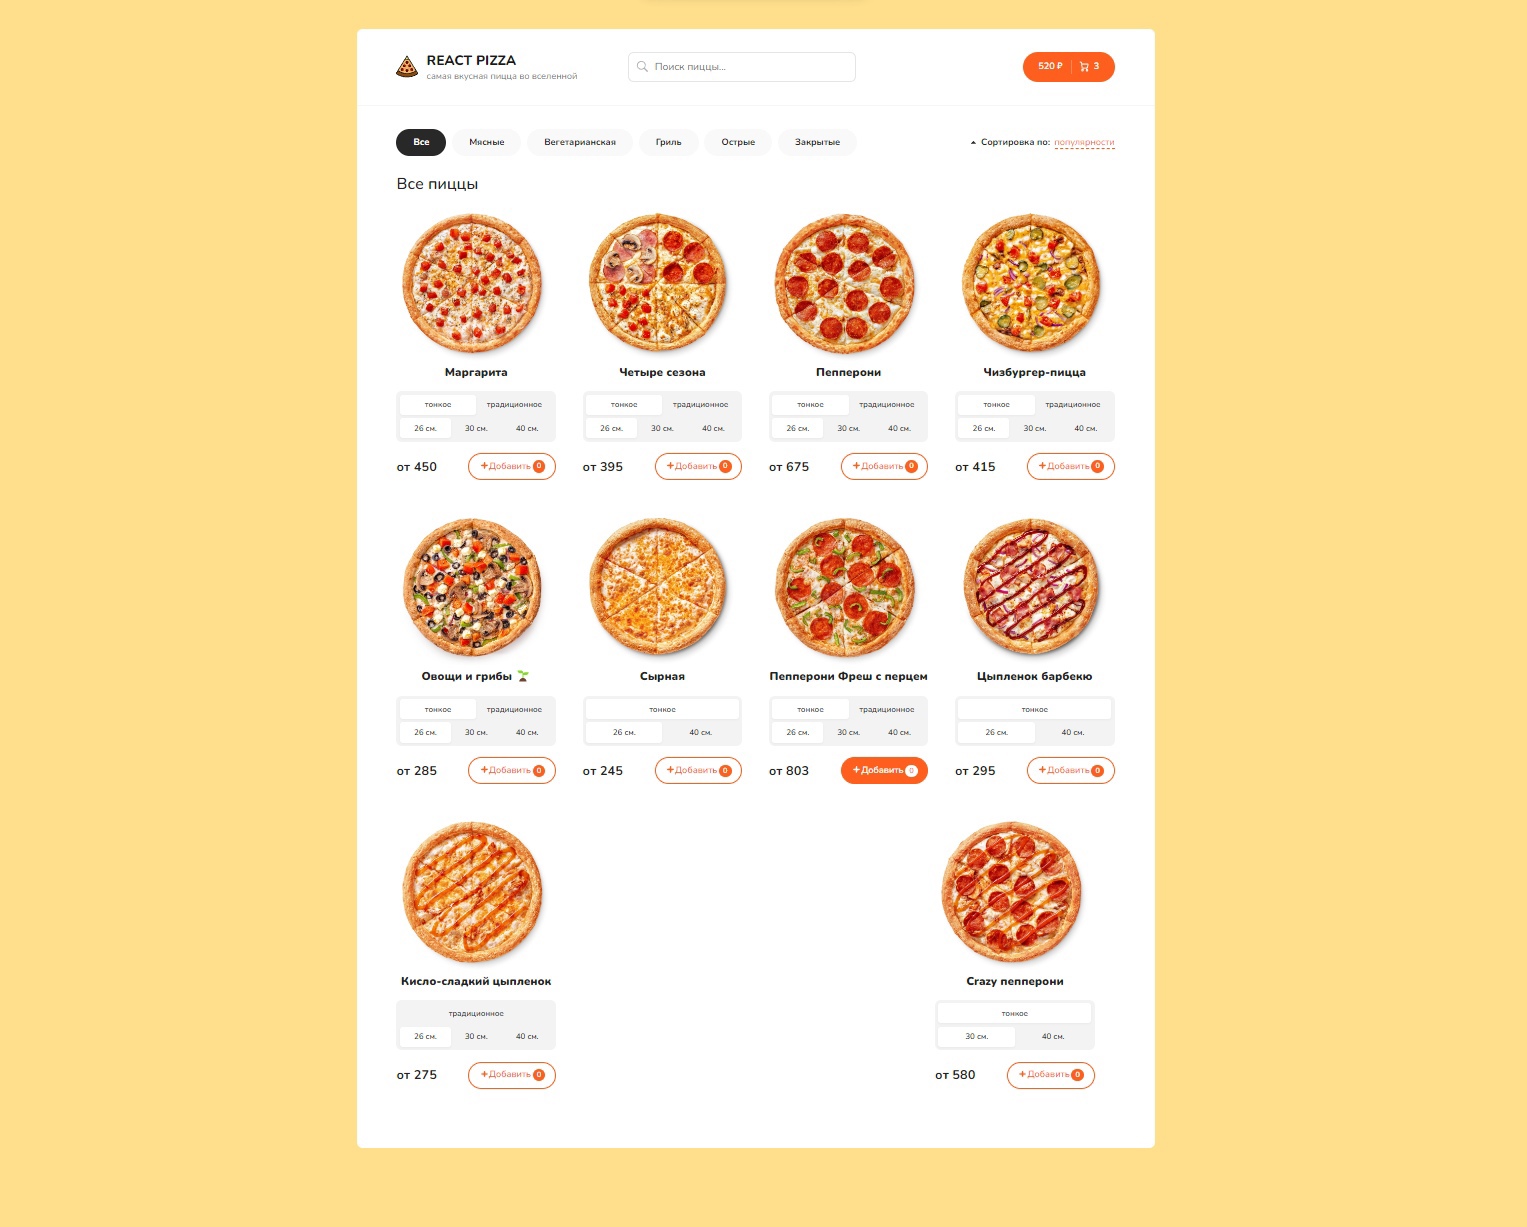 REACT PIZZA
самая вкусная пицца во вселенной
Поиск пиццы...
520 ₽ 3
Все Мясные Вегетарианская Гриль Острые Закрытые
Сортировка по: популярности
Все пиццы
Маргарита Четыре сезона Пепперони Чизбургер-пицца
тонкое традиционное тонкое традиционное тонкое традиционное тонкое традиционное
26 см. 30 см. 40 см. 26 см. 30 см. 40 см. 26 см. 30 см. 40 см. 26 см. 30 см. 40 см.
от 450 +Добавить 0 от 395 +Добавить 0 от 675 +Добавить 0 от 415 +Добавить 0
Овощи и грибы 🌱 Сырная Пепперони Фреш с перцем Цыпленок барбекю
тонкое традиционное тонкое тонкое традиционное тонкое
26 см. 30 см. 40 см. 26 см. 40 см. 26 см. 30 см. 40 см. 26 см. 40 см.
от 285 +Добавить 0 от 245 +Добавить 0 от 803 +Добавить 0 от 295 +Добавить 0
Кисло-сладкий цыпленок Crazy пепперони
традиционное тонкое
26 см. 30 см. 40 см. 30 см. 40 см.
от 275 +Добавить 0 от 580 +Добавить 0